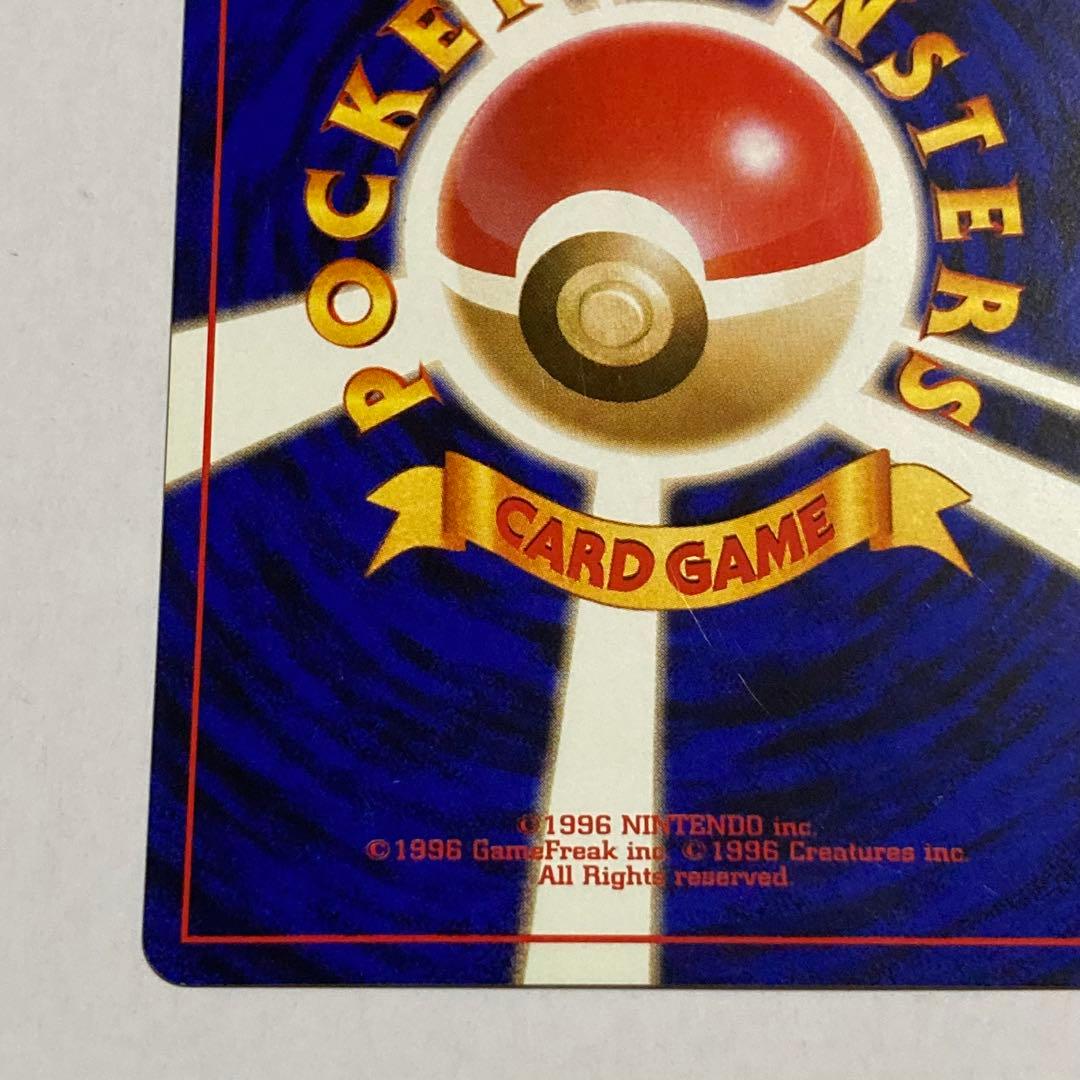 POCKET MONSTERS
CARD GAME
©1996 NINTENDO inc.
©1996 GameFreak inc. ©1996 Creatures inc.
All Rights reserved.